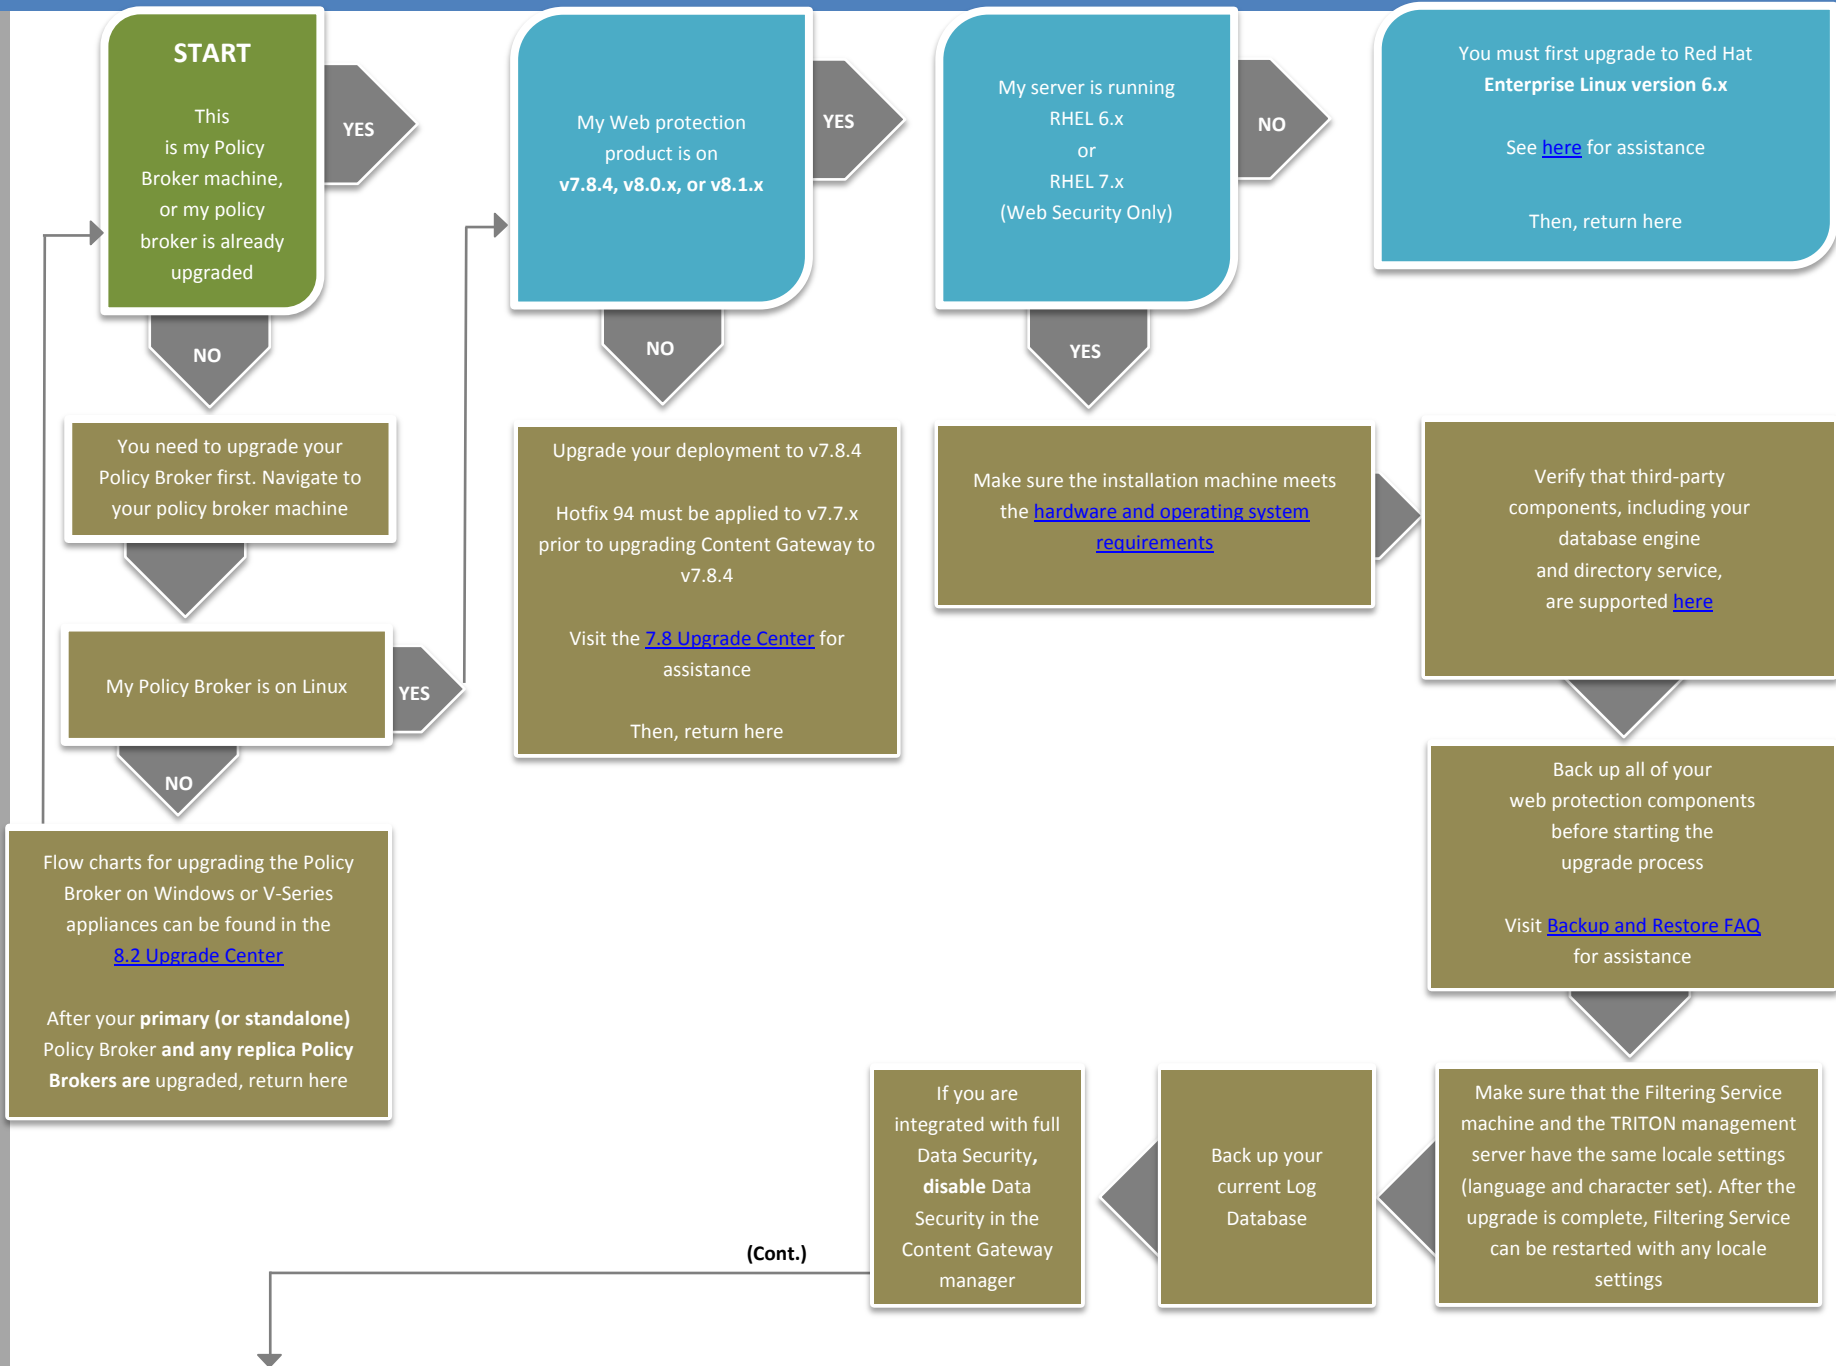 START
This
is my Policy
Broker machine,
or my policy
broker is already
upgraded
YES
NO
My Web protection
product is on
v7.8.4, v8.0.x, or v8.1.x
YES
NO
My server is running
RHEL 6.x
or
RHEL 7.x
(Web Security Only)
NO
YES
You must first upgrade to Red Hat
Enterprise Linux version 6.x
See here for assistance
Then, return here
You need to upgrade your
Policy Broker first. Navigate to
your policy broker machine
My Policy Broker is on Linux
YES
NO
Flow charts for upgrading the Policy
Broker on Windows or V-Series
appliances can be found in the
8.2 Upgrade Center
After your primary (or standalone)
Policy Broker and any replica Policy
Brokers are upgraded, return here
Upgrade your deployment to v7.8.4
Hotfix 94 must be applied to v7.7.x
prior to upgrading Content Gateway to
v7.8.4
Visit the 7.8 Upgrade Center for
assistance
Then, return here
Make sure the installation machine meets
the hardware and operating system
requirements
Verify that third-party
components, including your
database engine
and directory service,
are supported here
Back up all of your
web protection components
before starting the
upgrade process
Visit Backup and Restore FAQ
for assistance
Make sure that the Filtering Service
machine and the TRITON management
server have the same locale settings
(language and character set). After the
upgrade is complete, Filtering Service
can be restarted with any locale
settings
Back up your
current Log
Database
If you are
integrated with full
Data Security,
disable Data
Security in the
Content Gateway
manager
(Cont.)